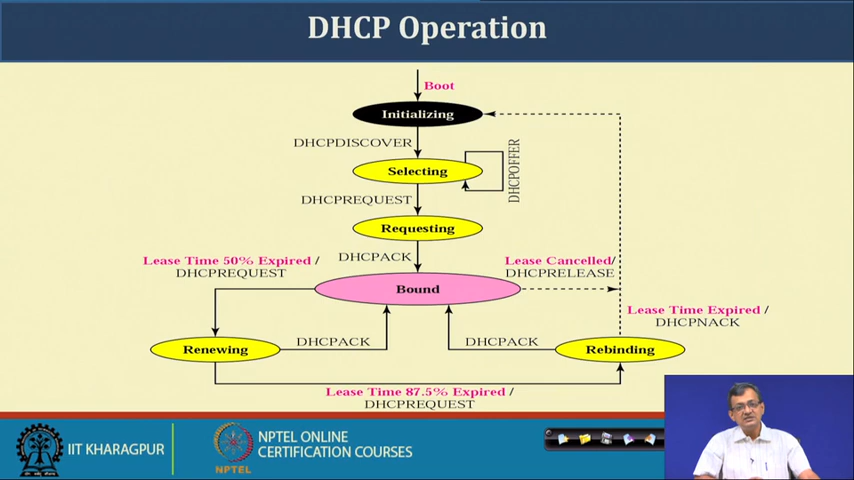 DHCP Operation
Boot
Initializing
DHCPDISCOVER
Selecting
DHCPOFFER
DHCPREQUEST
Requesting
DHCPACK
Lease Time 50% Expired /
DHCPREQUEST
Lease Cancelled/
DHCPRELEASE
Bound
Lease Time Expired /
DHCPNACK
Renewing
DHCPACK
DHCPACK
Rebinding
Lease Time 87.5% Expired /
DHCPREQUEST
IIT KHARAGPUR
NPTEL
NPTEL ONLINE
CERTIFICATION COURSES